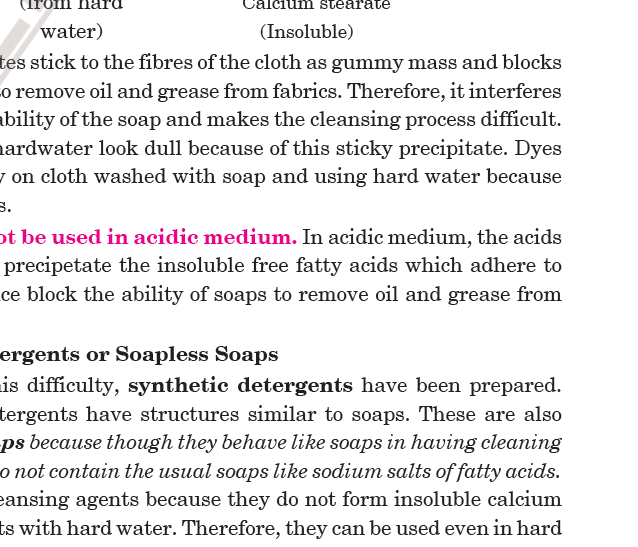 (from hard Calcium stearate
water) (Insoluble)
tes stick to the fibres of the cloth as gummy mass and blocks
to remove oil and grease from fabrics. Therefore, it interferes
ability of the soap and makes the cleansing process difficult.
hardwater look dull because of this sticky precipitate. Dyes
y on cloth washed with soap and using hard water because
s.
ot be used in acidic medium. In acidic medium, the acids
precipetate the insoluble free fatty acids which adhere to
ce block the ability of soaps to remove oil and grease from
ergents or Soapless Soaps
is difficulty, synthetic detergents have been prepared.
tergents have structures similar to soaps. These are also
ps because though they behave like soaps in having cleaning
o not contain the usual soaps like sodium salts of fatty acids.
eansing agents because they do not form insoluble calcium
ts with hard water. Therefore, they can be used even in hard